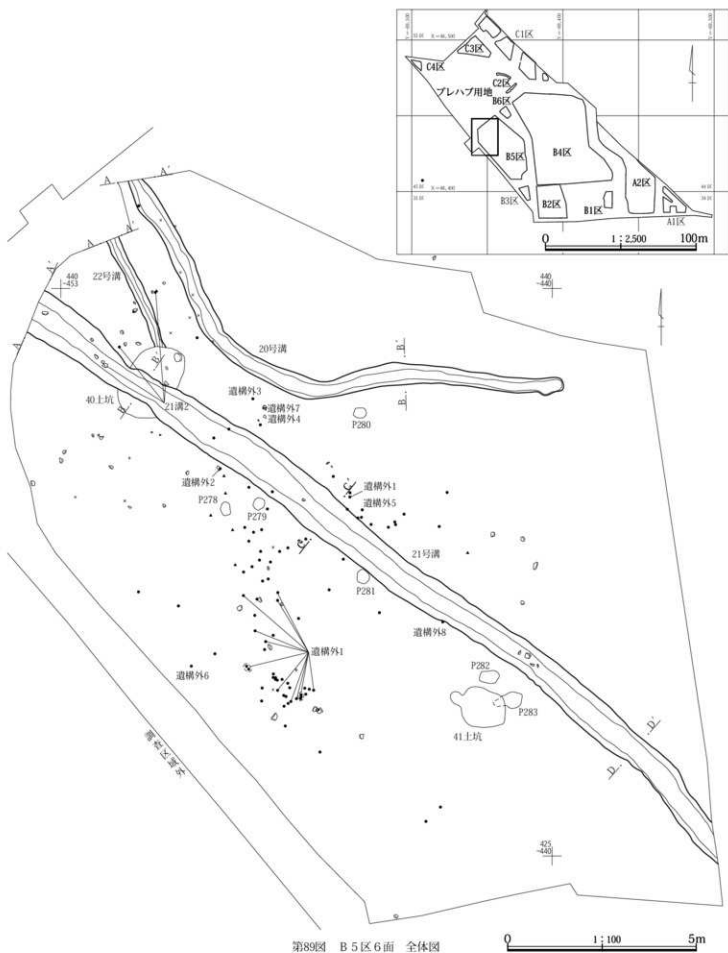 C1区
C3区
C4区
C2区
プレハブ用地
B6区
B5区
B4区
A2区
B3区
B2区
B1区
A1区
0 1：2,500 100m
A A'
A A'
A A'
22号溝
440
-453
440
-440
20号溝
B'
B
B'
B
40土坑
21溝2
遺構外3
遺構外7
遺構外4
P280
遺構外2
P278
P279
C'
遺構外1
遺構外5
C
21号溝
P281
遺構外8
遺構外1
遺構外6
P282
P283
41土坑
D'
D
調査区域外
425
-440
第89図 B5区6面 全体図
0 1：100 5m